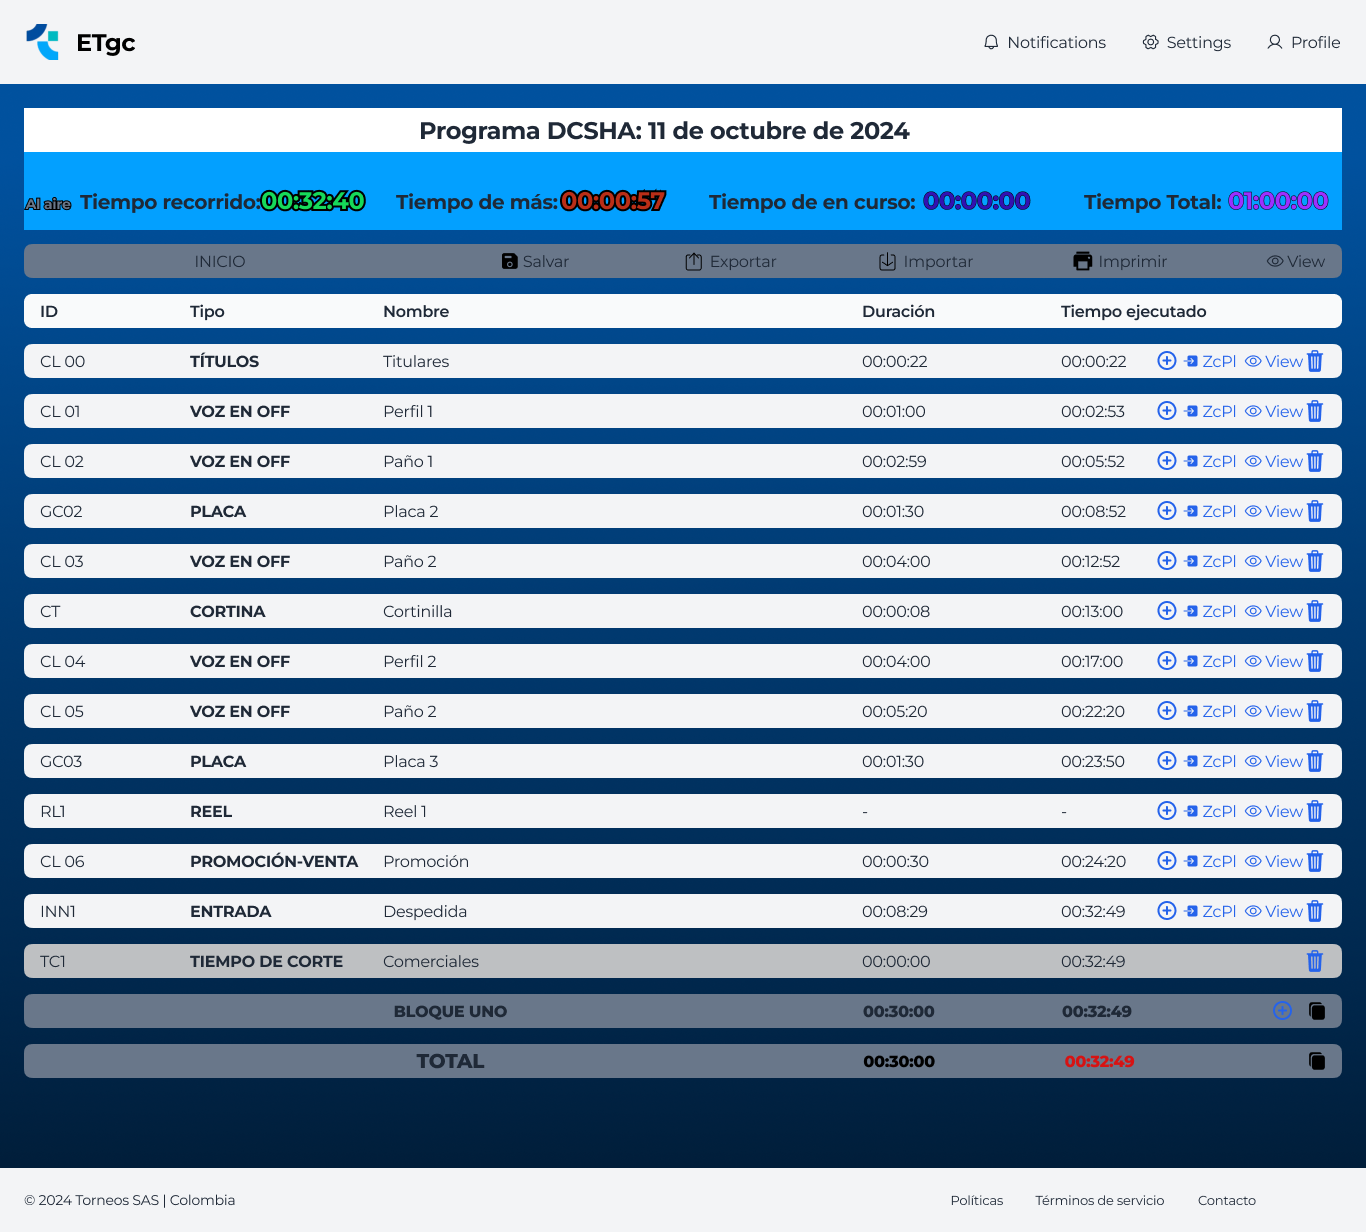 ETgc Notifications Settings Profile
Programa DCSHA: 11 de octubre de 2024
Al aire Tiempo recorrido: 00:32:40 Tiempo de más: 00:00:57 Tiempo de en curso: 00:00:00 Tiempo Total: 01:00:00
INICIO Salvar Exportar Importar Imprimir View
ID Tipo Nombre Duración Tiempo ejecutado
CL 00 TÍTULOS Titulares 00:00:22 00:00:22 ZcPl View
CL 01 VOZ EN OFF Perfil 1 00:01:00 00:02:53 ZcPl View
CL 02 VOZ EN OFF Paño 1 00:02:59 00:05:52 ZcPl View
GC02 PLACA Placa 2 00:01:30 00:08:52 ZcPl View
CL 03 VOZ EN OFF Paño 2 00:04:00 00:12:52 ZcPl View
CT CORTINA Cortinilla 00:00:08 00:13:00 ZcPl View
CL 04 VOZ EN OFF Perfil 2 00:04:00 00:17:00 ZcPl View
CL 05 VOZ EN OFF Paño 2 00:05:20 00:22:20 ZcPl View
GC03 PLACA Placa 3 00:01:30 00:23:50 ZcPl View
RL1 REEL Reel 1 - - ZcPl View
CL 06 PROMOCIÓN-VENTA Promoción 00:00:30 00:24:20 ZcPl View
INN1 ENTRADA Despedida 00:08:29 00:32:49 ZcPl View
TC1 TIEMPO DE CORTE Comerciales 00:00:00 00:32:49
BLOQUE UNO 00:30:00 00:32:49
TOTAL 00:30:00 00:32:49
© 2024 Torneos SAS | Colombia Políticas Términos de servicio Contacto